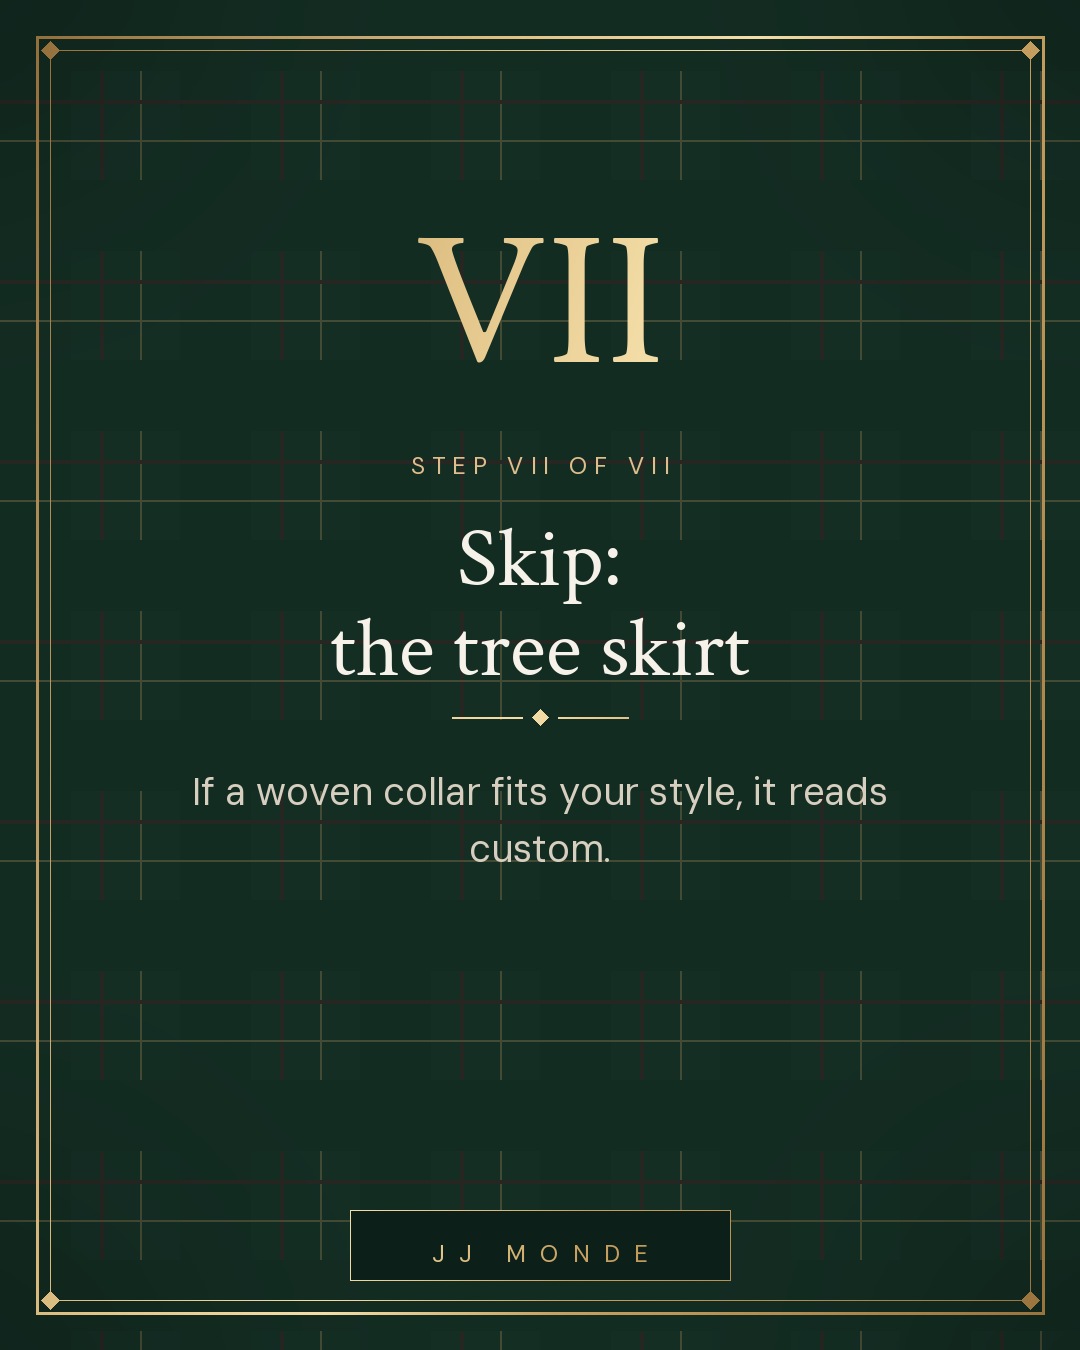 VII
STEP VII OF VII
Skip:
the tree skirt
If a woven collar fits your style, it reads
custom.
JJ MONDE